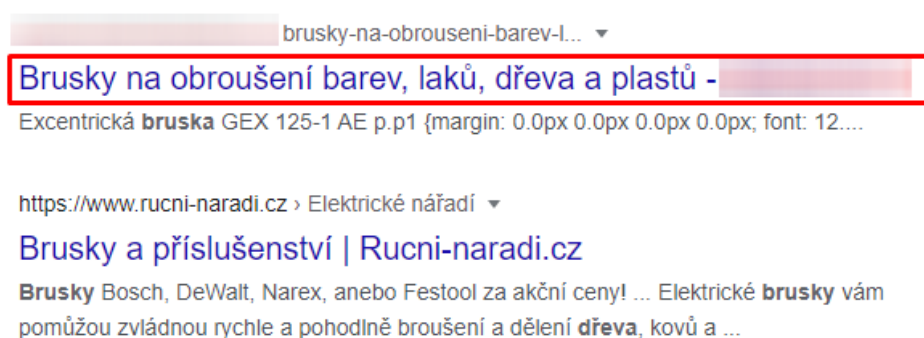 brusky-na-obrouseni-barev-l...
Brusky na obroušení barev, laků, dřeva a plastů -
Excentrická bruska GEX 125-1 AE p.p1 {margin: 0.0px 0.0px 0.0px 0.0px; font: 12....
https://www.rucni-naradi.cz › Elektrické nářadí
Brusky a příslušenství | Rucni-naradi.cz
Brusky Bosch, DeWalt, Narex, anebo Festool za akční ceny! ... Elektrické brusky vám
pomůžou zvládnou rychle a pohodlně broušení a dělení dřeva, kovů a ...